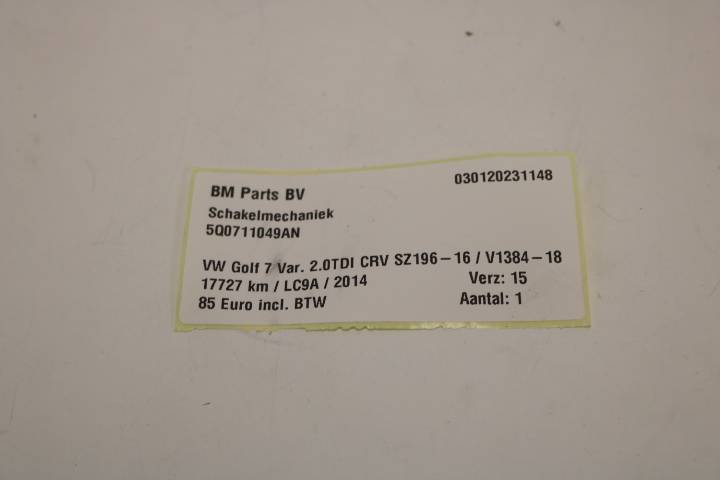 BM Parts BV 030120231148
Schakelmechaniek
5Q0711049AN
VW Golf 7 Var. 2.0TDI CRV SZ196-16 / V1384-18
17727 km / LC9A / 2014 Verz: 15
85 Euro incl. BTW Aantal: 1